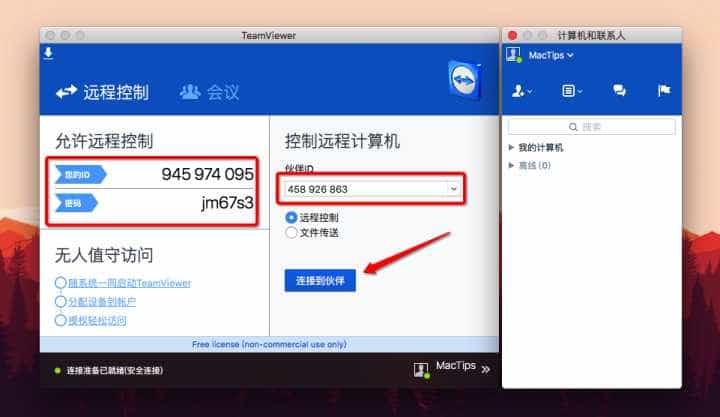 TeamViewer
远程控制
会议
允许远程控制
您的ID 945 974 095
密码 jm67s3
无人值守访问
随系统一同启动TeamViewer
分配设备到帐户
授权轻松访问
控制远程计算机
伙伴ID
458 926 863
远程控制
文件传送
连接到伙伴
Free license (non-commercial use only)
连接准备已就绪(安全连接)
MacTips
计算机和联系人
MacTips
搜索
我的计算机
离线 (0)